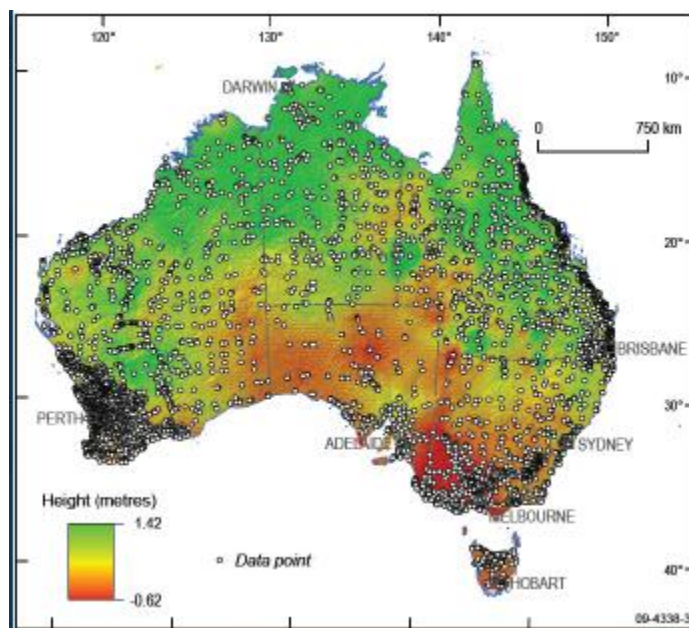 120° 130° 140° 150°
DARWIN
10°
0 750 km
20°
BRISBANE
30°
PERTH
ADELAIDE
SYDNEY
Height (metres)
MELBOURNE
1.42
Data point
-0.62
HOBART
40°
09-4338-3